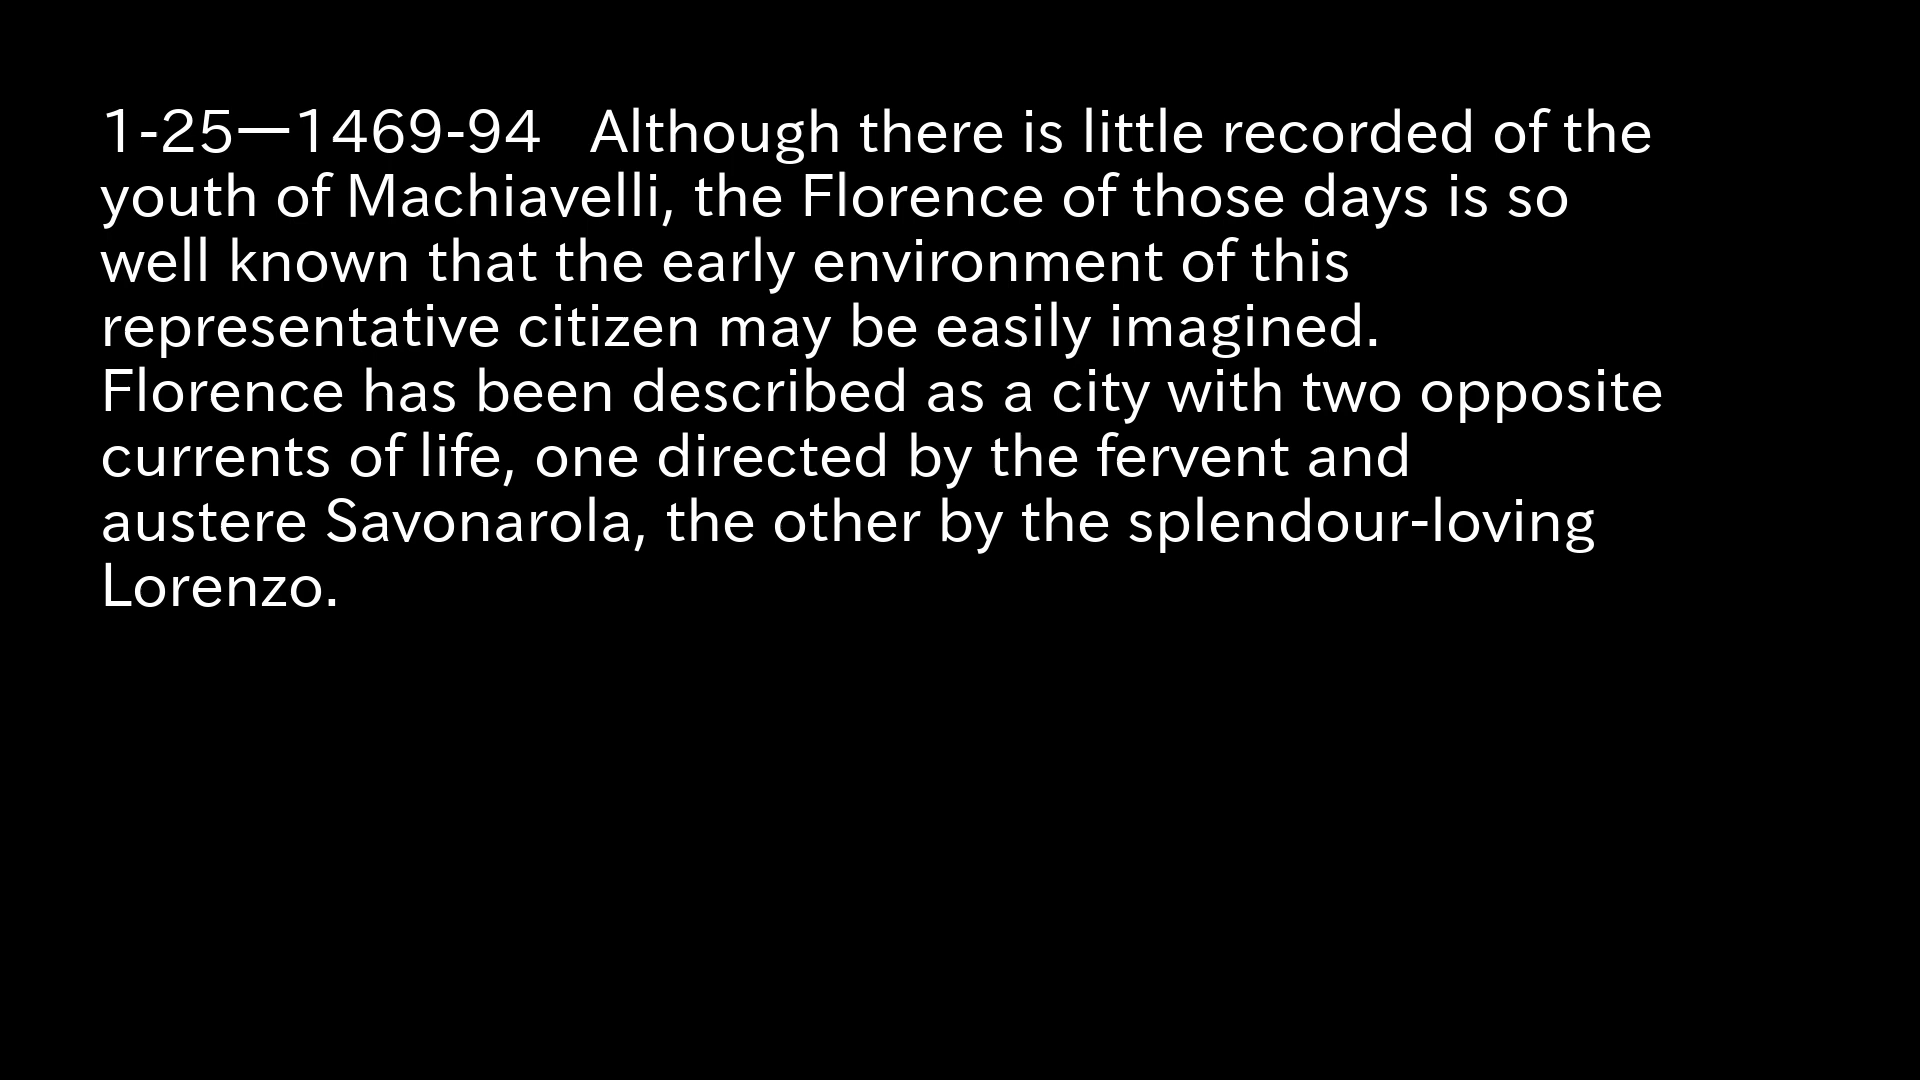 1-25—1469-94   Although there is little recorded of the
youth of Machiavelli, the Florence of those days is so
well known that the early environment of this
representative citizen may be easily imagined.
Florence has been described as a city with two opposite
currents of life, one directed by the fervent and
austere Savonarola, the other by the splendour-loving
Lorenzo.